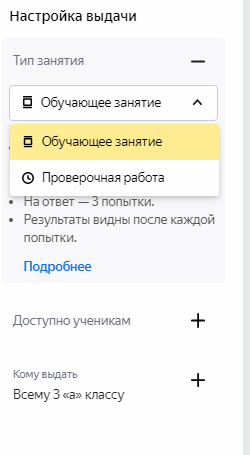 Настройка выдачи
Тип занятия
Обучающее занятие
Обучающее занятие
Проверочная работа
На ответ — 3 попытки.
Результаты видны после каждой
попытки.
Подробнее
Доступно ученикам
Кому выдать
Всему 3 «а» классу